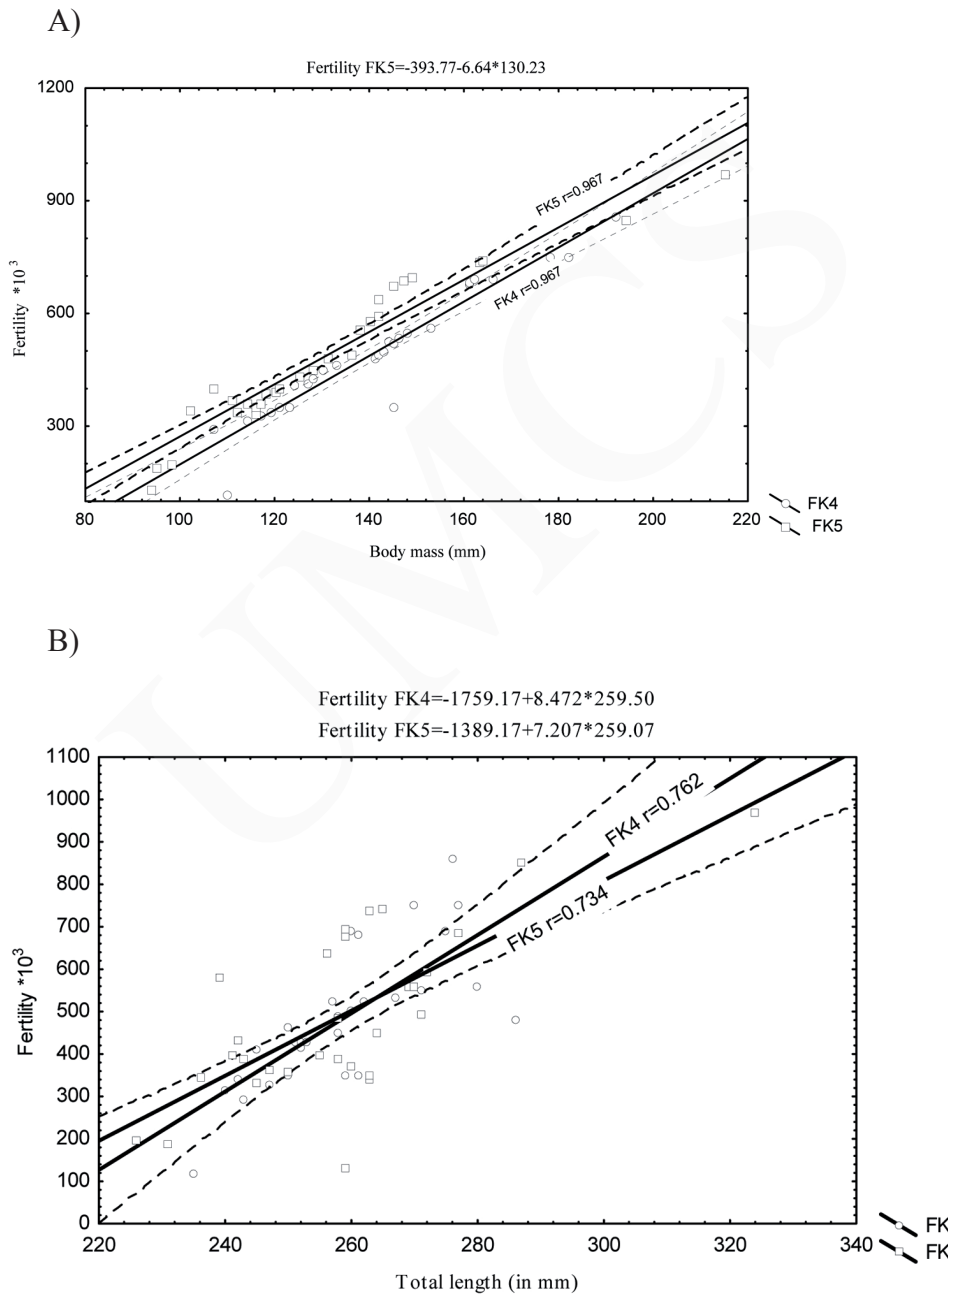 A)
Fertility FK5=-393.77-6.64*130.23
1200
900
600
300
Fertility *10³
FK5 r=0.967
FK4 r=0.967
80 100 120 140 160 180 200 220
Body mass (mm)
FK4
FK5
B)
Fertility FK4=-1759.17+8.472*259.50
Fertility FK5=-1389.17+7.207*259.07
1100
1000
900
800
700
600
500
400
300
200
100
0
Fertility *10³
FK4 r=0.762
FK5 r=0.734
220 240 260 280 300 320 340
Total length (in mm)
FK
FK
UMCS